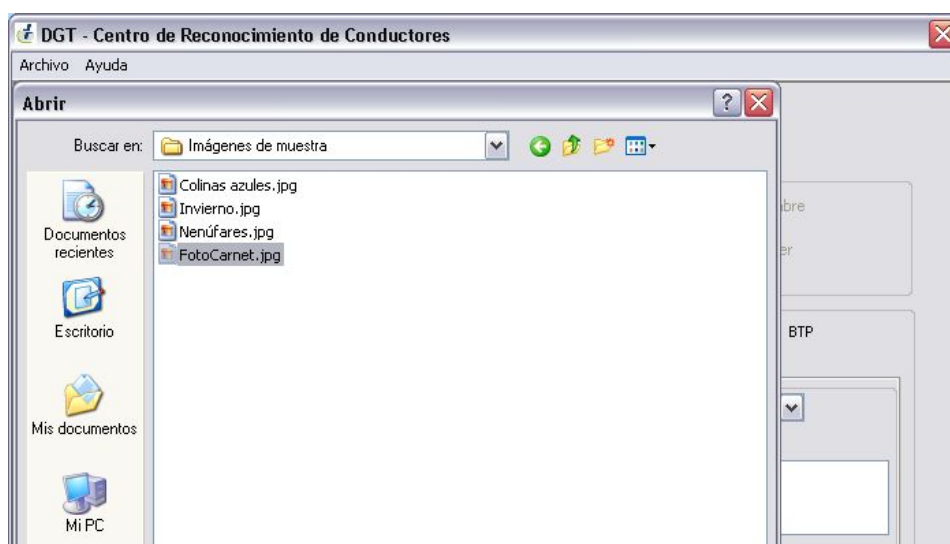 DGT - Centro de Reconocimiento de Conductores
Archivo Ayuda
Abrir
Buscar en: Imágenes de muestra
Colinas azules.jpg
Invierno.jpg
Nenúfares.jpg
FotoCarnet.jpg
Documentos
recientes
Escritorio
Mis documentos
Mi PC
BTP